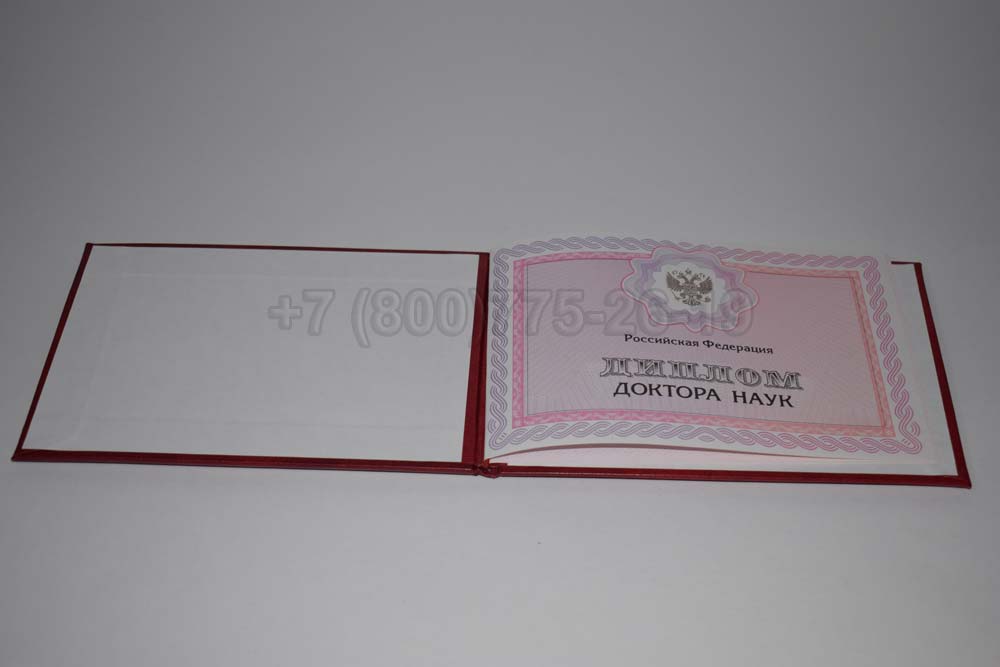 +7 (800)
Российская Федерация
ДИПЛОМ
ДОКТОРА НАУК